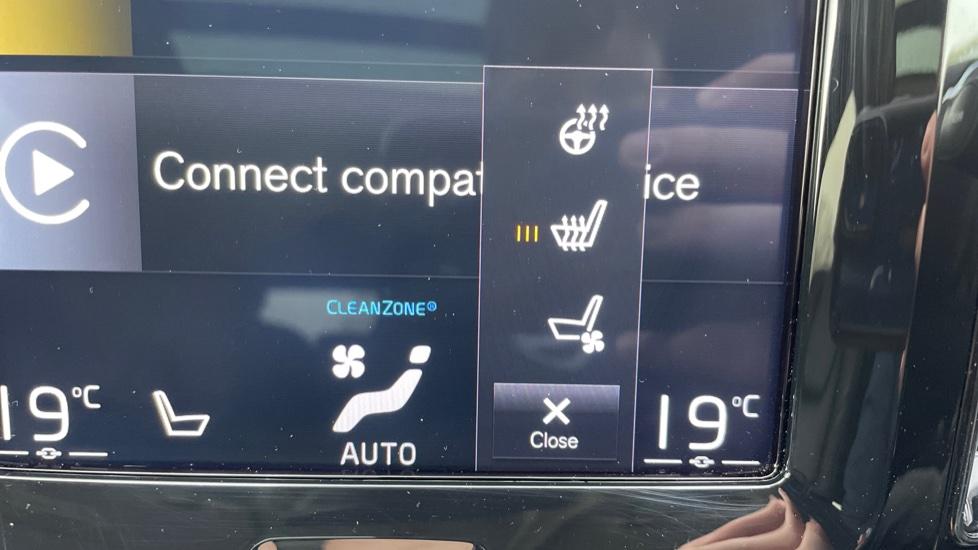 Connect compat ice
CLEANZONE®
19°C
AUTO
Close
19°C